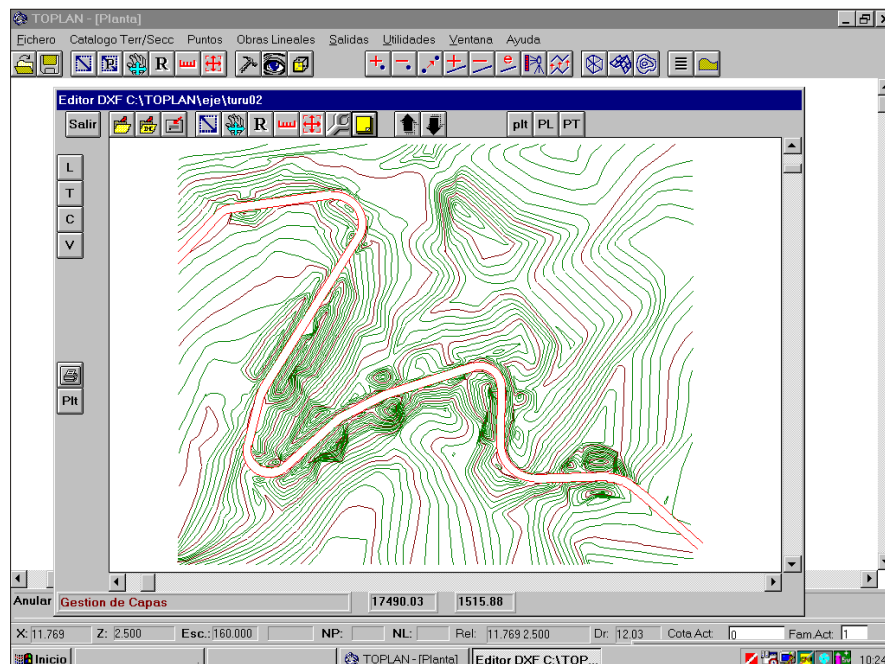 TOPLAN - [Planta]
Fichero Catalogo Terr/Secc Puntos Obras Lineales Salidas Utilidades Ventana Ayuda
R
Editor DXF C:\TOPLAN\eje\turu02
Salir R plt PL PT
L
T
C
V
Plt
Anular Gestion de Capas 17490.03 1515.88
X: 11.769 Z: 2.500 Esc.: 160.000 NP: NL: Rel: 11.769 2.500 Dr: 12.03 Cota Act: 0 Fam.Act: 1
Inicio TOPLAN - [Planta] Editor DXF C:\TOP... 10:24